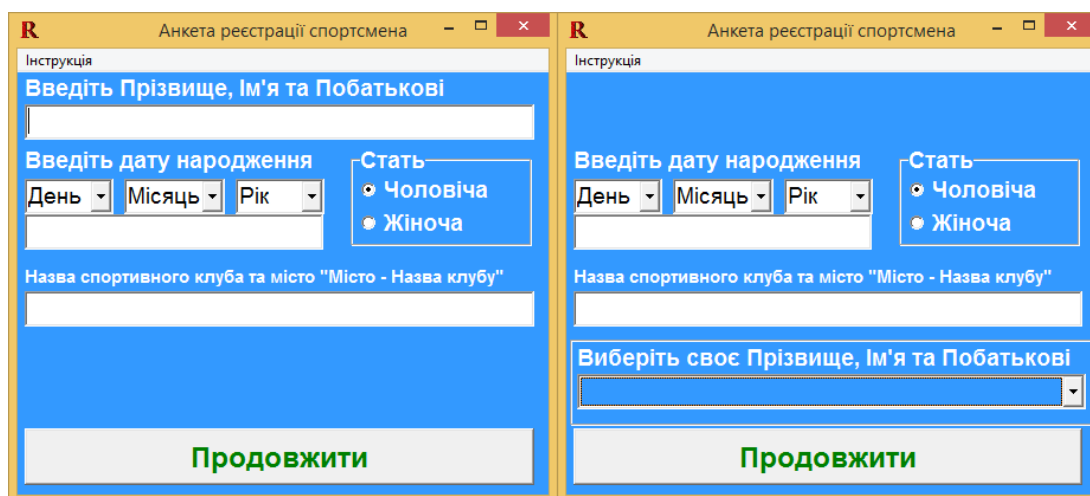 R Анкета реєстрації спортсмена
Інструкція
Введіть Прізвище, Ім'я та Побатькові
Введіть дату народження
Стать
День Місяць Рік
Чоловіча
Жіноча
Назва спортивного клуба та місто "Місто - Назва клубу"
Продовжити
R Анкета реєстрації спортсмена
Інструкція
Введіть дату народження
Стать
День Місяць Рік
Чоловіча
Жіноча
Назва спортивного клуба та місто "Місто - Назва клубу"
Виберіть своє Прізвище, Ім'я та Побатькові
Продовжити